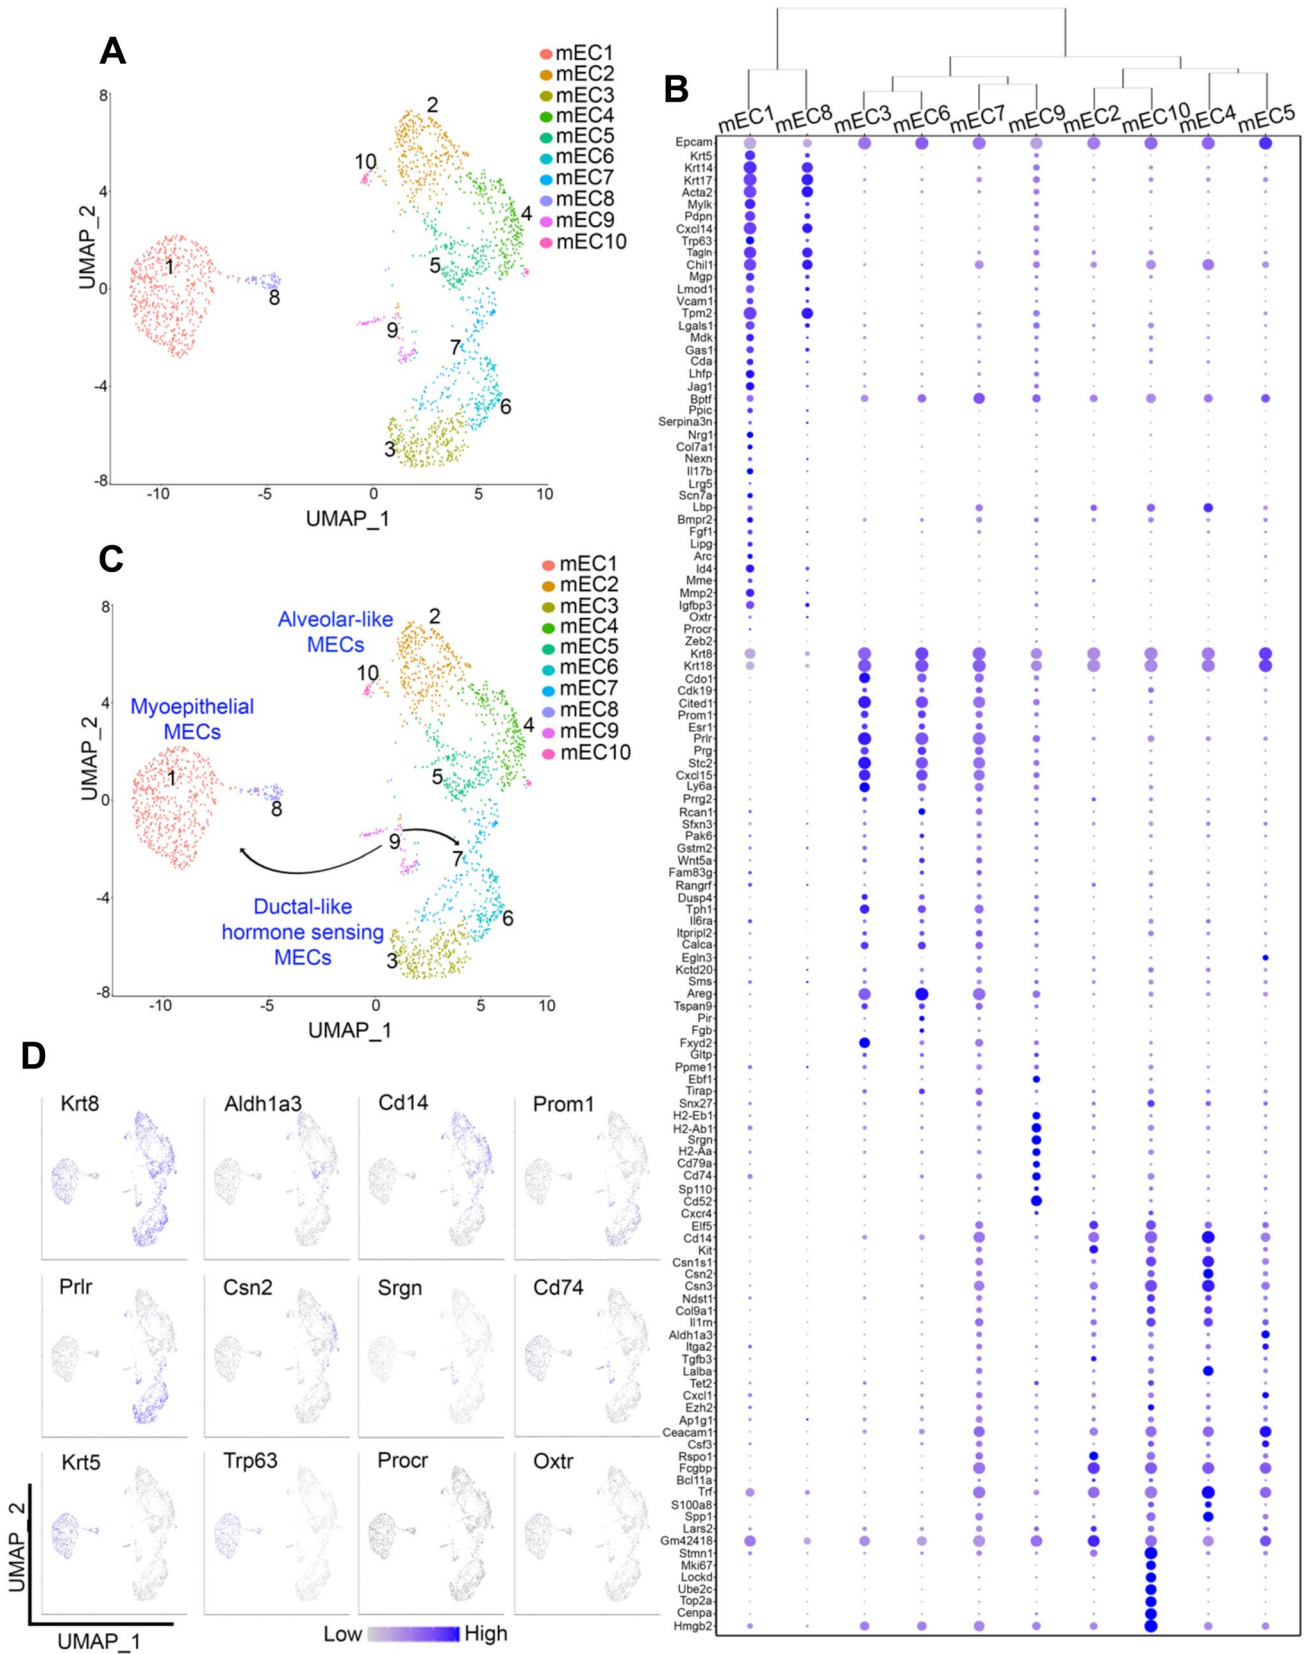 A
mEC1
mEC2
mEC3
mEC4
mEC5
mEC6
mEC7
mEC8
mEC9
mEC10
8
4
0
-4
-8
-10
-5
0
5
10
UMAP_2
UMAP_1
2
10
4
1
5
8
9
7
6
3
C
mEC1
mEC2
mEC3
mEC4
mEC5
mEC6
mEC7
mEC8
mEC9
mEC10
8
4
0
-4
-8
-10
-5
0
5
10
UMAP_2
UMAP_1
Alveolar-like
MECs
Myoepithelial
MECs
Ductal-like
hormone sensing
MECs
2
10
4
1
5
8
9
7
6
3
D
Krt8
Aldh1a3
Cd14
Prom1
Prlr
Csn2
Srgn
Cd74
Krt5
Trp63
Procr
Oxtr
UMAP_2
UMAP_1
Low
High
B
mEC1 mEC8 mEC3 mEC6 mEC7 mEC9 mEC2 mEC10 mEC4 mEC5
Epcam
Krt5
Krt14
Krt17
Acta2
Mylk
Pdpn
Cxcl14
Trp63
Tagln
Chil1
Mgp
Lmod1
Vcam1
Tpm2
Lgals1
Mdk
Gas1
Cda
Lhfp
Jag1
Bptf
Ppic
Serpina3n
Nrg1
Col7a1
Nexn
Il17b
Lrg5
Scn7a
Lbp
Bmpr2
Fgf1
Lipg
Arc
Id4
Mme
Mmp2
Igfbp3
Oxtr
Procr
Zeb2
Krt8
Krt18
Cdo1
Cdk19
Cited1
Prom1
Esr1
Prlr
Prg
Stc2
Cxcl15
Ly6a
Prrg2
Rcan1
Sfxn3
Pak6
Gstm2
Wnt5a
Fam83g
Rangrf
Dusp4
Tph1
Il6ra
Itpripl2
Calca
Egln3
Kctd20
Sms
Areg
Tspan9
Pir
Fgb
Fxyd2
Gltp
Ppme1
Ebf1
Tirap
Snx27
H2-Eb1
H2-Ab1
Srgn
H2-Aa
Cd79a
Cd74
Sp110
Cd52
Cxcr4
Elf5
Cd14
Kit
Csn1s1
Csn2
Csn3
Ndst1
Col9a1
Il1rn
Aldh1a3
Itga2
Tgfb3
Lalba
Tet2
Cxcl1
Ezh2
Ap1g1
Ceacam1
Csf3
Rspo1
Fcgbp
Bcl11a
Trf
S100a8
Spp1
Lars2
Gm42418
Stmn1
Mki67
Lockd
Ube2c
Top2a
Cenpa
Hmgb2